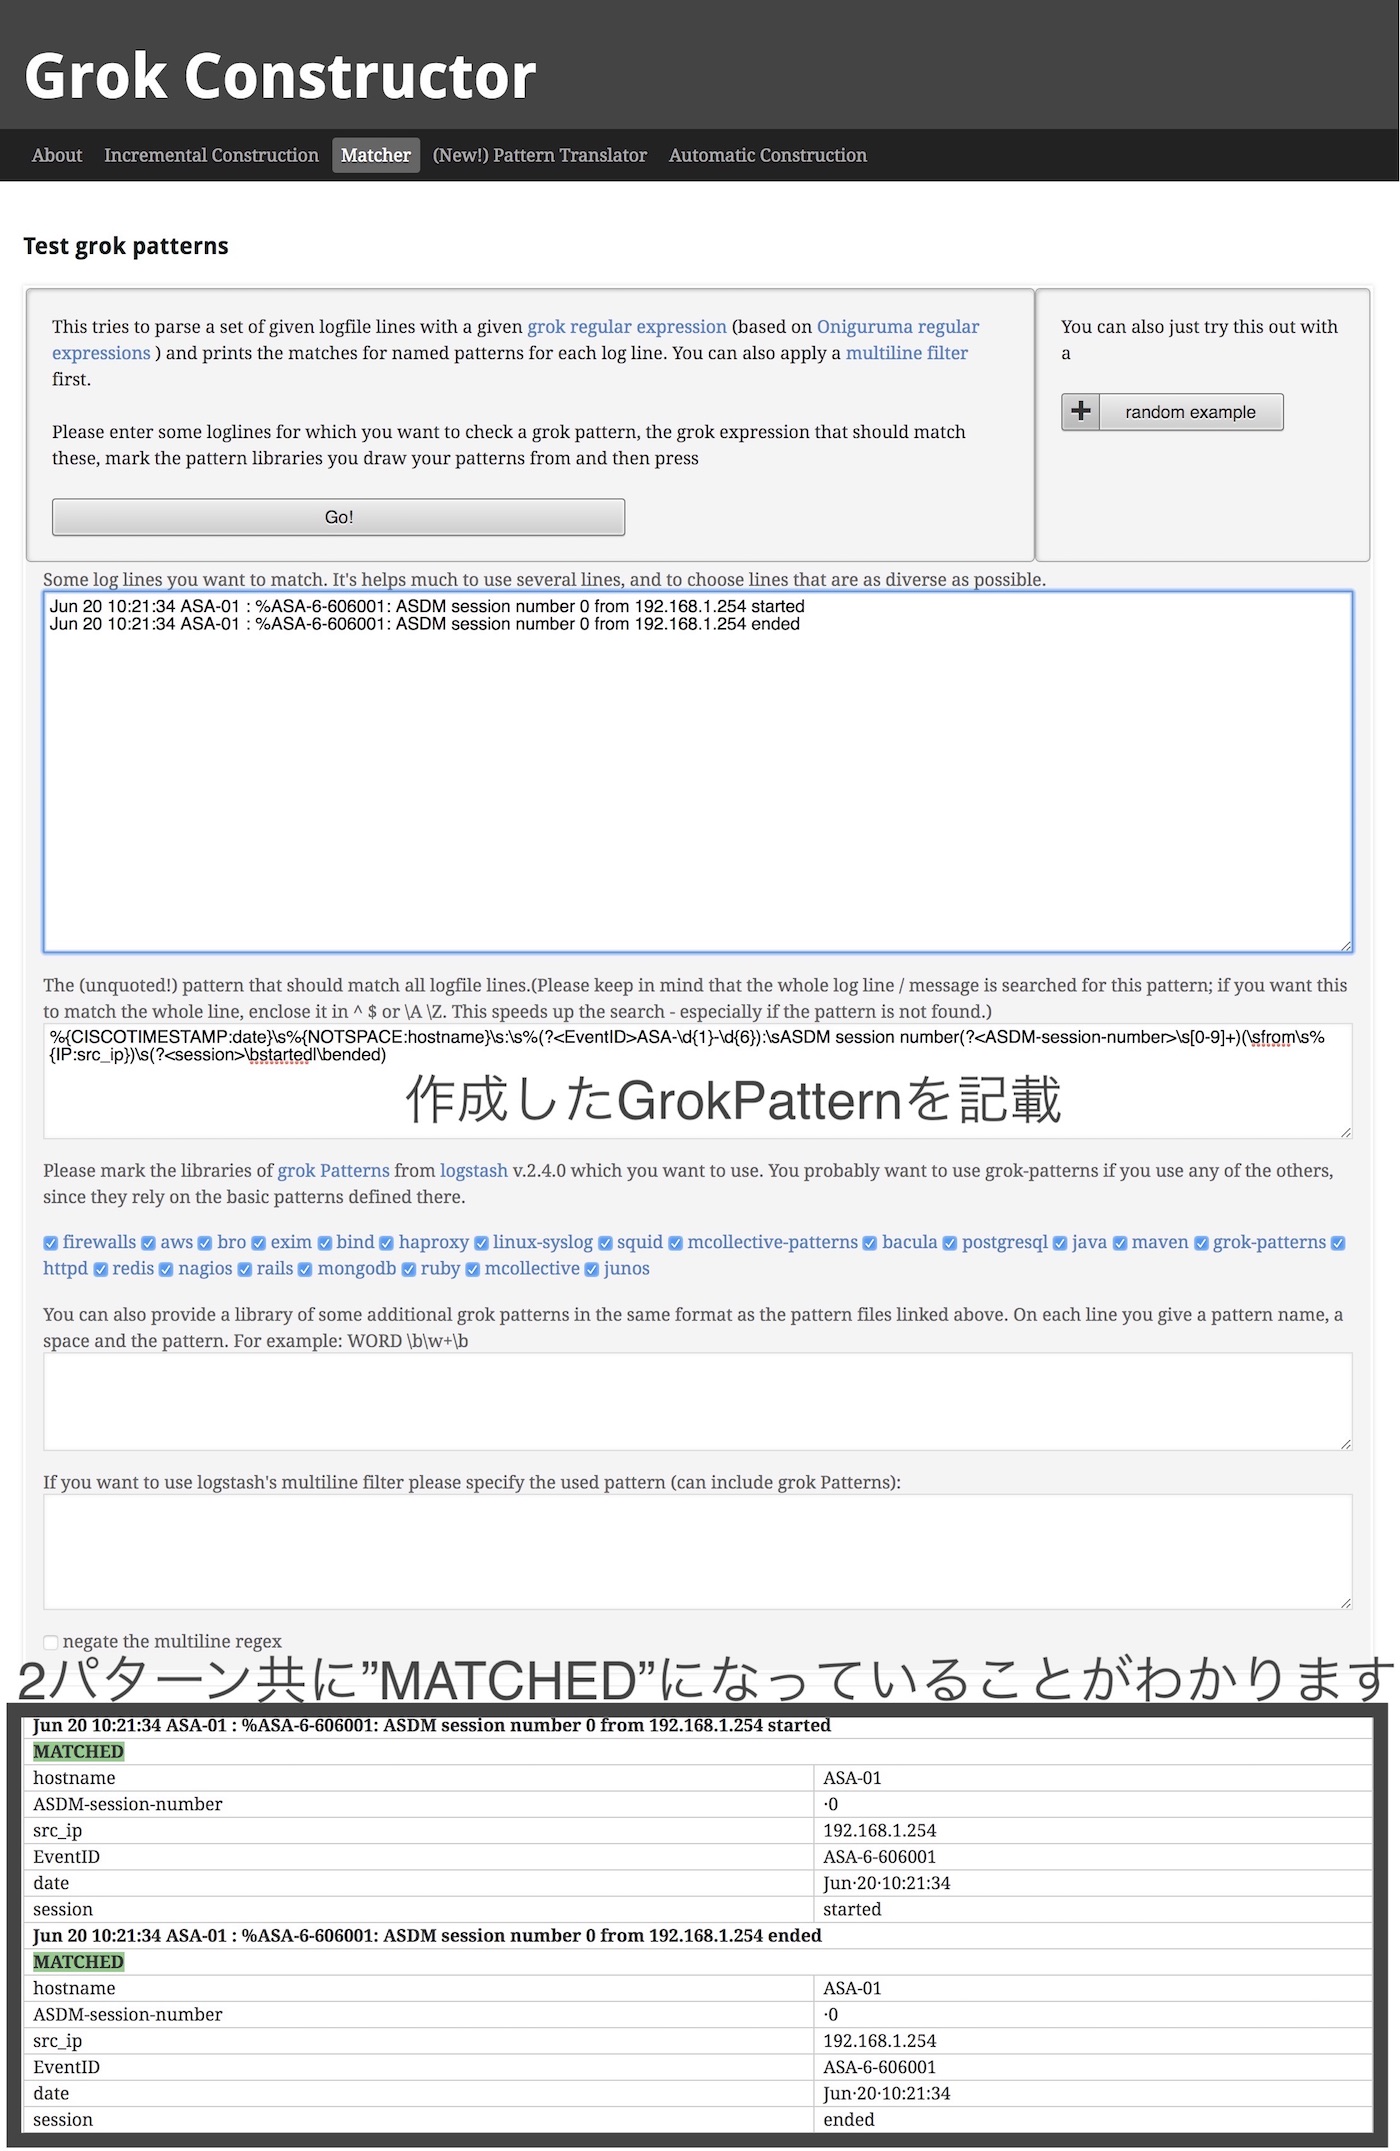 Grok Constructor
About Incremental Construction Matcher (New!) Pattern Translator Automatic Construction
Test grok patterns
This tries to parse a set of given logfile lines with a given grok regular expression (based on Oniguruma regular
expressions ) and prints the matches for named patterns for each log line. You can also apply a multiline filter
first.
Please enter some loglines for which you want to check a grok pattern, the grok expression that should match
these, mark the pattern libraries you draw your patterns from and then press
Go!
You can also just try this out with
a
+ random example
Some log lines you want to match. It's helps much to use several lines, and to choose lines that are as diverse as possible.
Jun 20 10:21:34 ASA-01 : %ASA-6-606001: ASDM session number 0 from 192.168.1.254 started
Jun 20 10:21:34 ASA-01 : %ASA-6-606001: ASDM session number 0 from 192.168.1.254 ended
The (unquoted!) pattern that should match all logfile lines.(Please keep in mind that the whole log line / message is searched for this pattern; if you want this
to match the whole line, enclose it in ^ $ or \A \Z. This speeds up the search - especially if the pattern is not found.)
%{CISCOTIMESTAMP:date}\s%{NOTSPACE:hostname}\s:\s%(?<EventID>ASA-\d{1}-\d{6}):\sASDM session number(?<ASDM-session-number>\s[0-9]+)(\sfrom\s%
{IP:src_ip})\s(?<session>\bstarted|\bended)
作成したGrokPatternを記載
Please mark the libraries of grok Patterns from logstash v.2.4.0 which you want to use. You probably want to use grok-patterns if you use any of the others,
since they rely on the basic patterns defined there.
firewalls aws bro exim bind haproxy linux-syslog squid mcollective-patterns bacula postgresql java maven grok-patterns
httpd redis nagios rails mongodb ruby mcollective junos
You can also provide a library of some additional grok patterns in the same format as the pattern files linked above. On each line you give a pattern name, a
space and the pattern. For example: WORD \b\w+\b
If you want to use logstash's multiline filter please specify the used pattern (can include grok Patterns):
negate the multiline regex
2パターン共に”MATCHED”になっていることがわかります
Jun 20 10:21:34 ASA-01 : %ASA-6-606001: ASDM session number 0 from 192.168.1.254 started
MATCHED
hostname ASA-01
ASDM-session-number ·0
src_ip 192.168.1.254
EventID ASA-6-606001
date Jun·20·10:21:34
session started
Jun 20 10:21:34 ASA-01 : %ASA-6-606001: ASDM session number 0 from 192.168.1.254 ended
MATCHED
hostname ASA-01
ASDM-session-number ·0
src_ip 192.168.1.254
EventID ASA-6-606001
date Jun·20·10:21:34
session ended